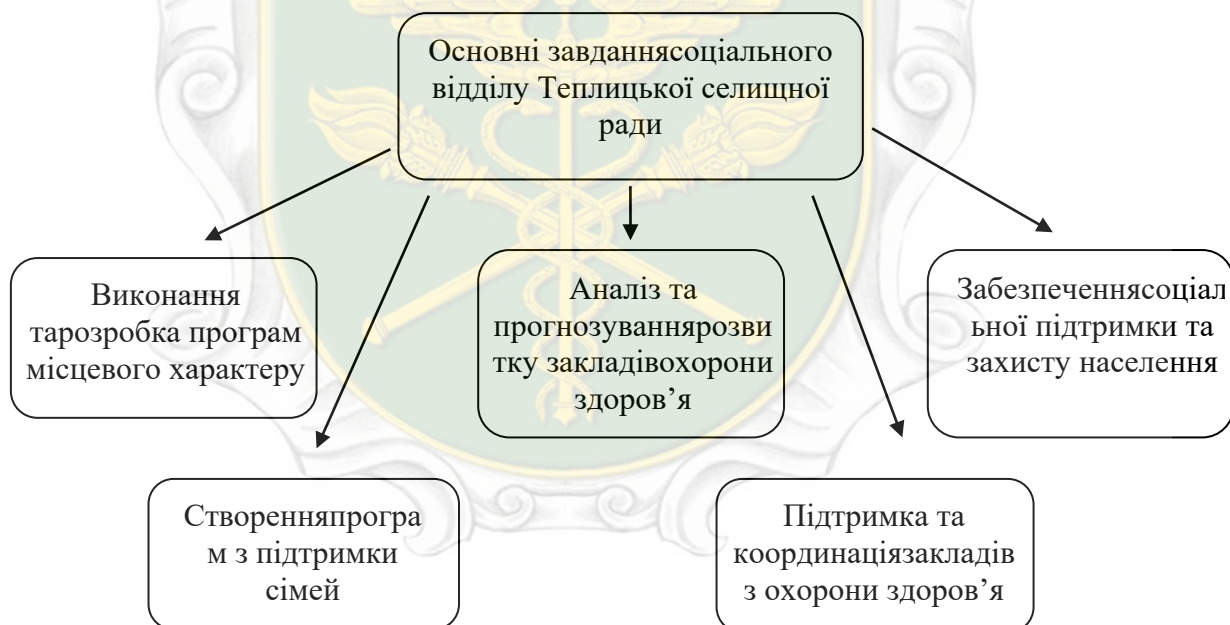 Основні завданнясоціального
відділу Теплицької селищної
ради
Виконання
тарозробка програм
місцевого характеру
Аналіз та
прогнозуваннярозви
тку закладівохорони
здоров’я
Забезпеченнясоціал
ьної підтримки та
захисту населення
Створенняпрогра
м з підтримки
сімей
Підтримка та
координаціязакладів
з охорони здоров’я